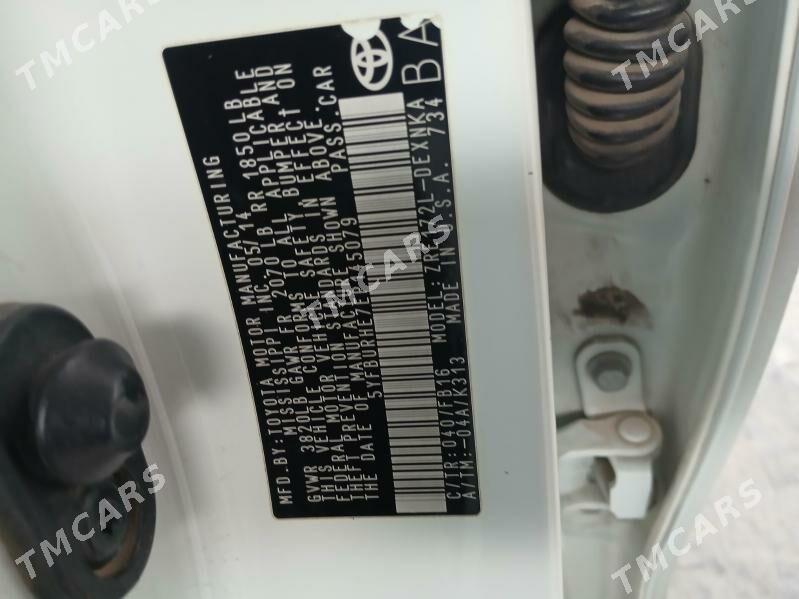 MFD.BY:TOYOTA MOTOR MANUFACTURING
MISSISSIPPI INC.05/14
GVWR 3820LB GAWR FR 2070 LB RR 1850 LB
THIS VEHICLE CONFORMS TO ALL APPLICABLE
FEDERAL MOTOR VEHICLE SAFETY, BUMPER AND
THEFT PREVENTION STANDARDS IN EFFECT ON
THE DATE OF MANUFACTURE SHOWN ABOVE.
PASS.CAR
C/TR:040/FB16 MODEL:
A/TM:-04A/K313 MADE IN U.S.A. 734
BA
TMCARS
TMCARS
TMCARS
TMCARS
TMCARS
TMCARS